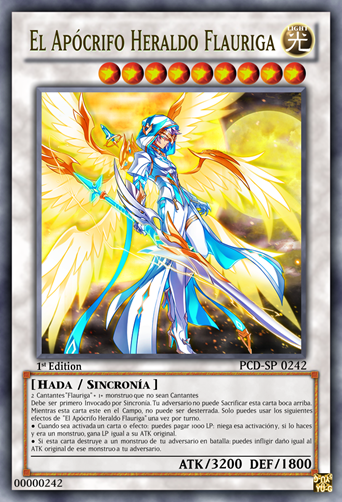 El Apócrifo Heraldo Flauriga
LIGHT
光
1st Edition
PCD-SP 0242
[ Hada / Sincronía ]
2 Cantantes "Flauriga" + 1+ monstruo que no sean Cantantes
Debe ser primero Invocado por Sincronía. Tu adversario no puede Sacrificar esta carta boca arriba.
Mientras esta carta este en el Campo, no puede ser desterrada. Solo puedes usar los siguientes
efectos de "El Apócrifo Heraldo Flauriga" una vez por turno.
● Cuando sea activada un carta o efecto: puedes pagar 1000 LP: niega esa activación y, si lo haces
y era un monstruo, gana LP igual a su ATK original.
● Si esta carta destruye a un monstruo de tu adversario en batalla puedes infligir daño igual al
ATK original de ese monstruo a tu adversario.
ATK/3200 DEF/1800
00000242